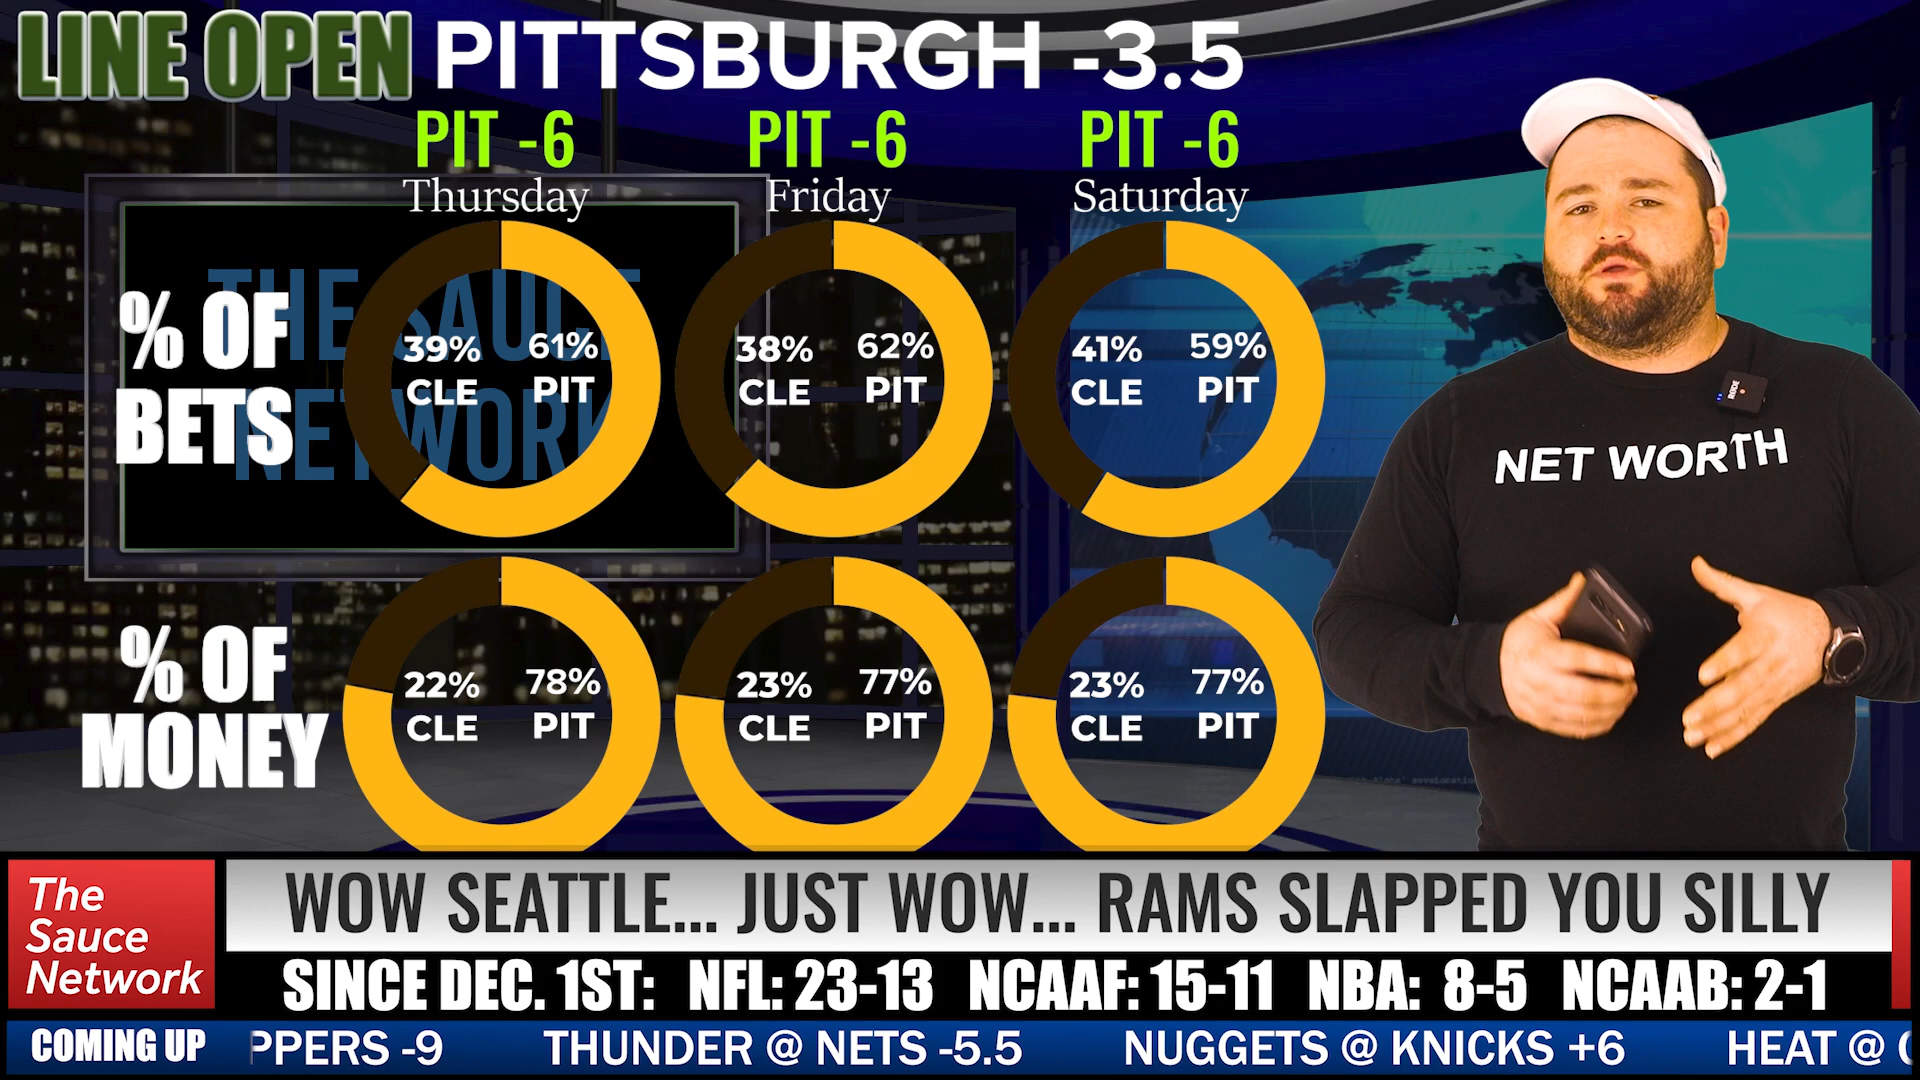 LINE OPEN PITTSBURGH -3.5
PIT -6 PIT -6 PIT -6
Thursday Friday Saturday
THE SAUCE
NETWORK
% OF
BETS
39% 61% 38% 62% 41% 59%
CLE PIT CLE PIT CLE PIT
% OF
MONEY
22% 78% 23% 77% 23% 77%
CLE PIT CLE PIT CLE PIT
RODE
NET WORTH
The
Sauce
Network
WOW SEATTLE... JUST WOW... RAMS SLAPPED YOU SILLY
SINCE DEC. 1ST: NFL: 23-13 NCAAF: 15-11 NBA: 8-5 NCAAB: 2-1
COMING UP PPERS -9 THUNDER @ NETS -5.5 NUGGETS @ KNICKS +6 HEAT @